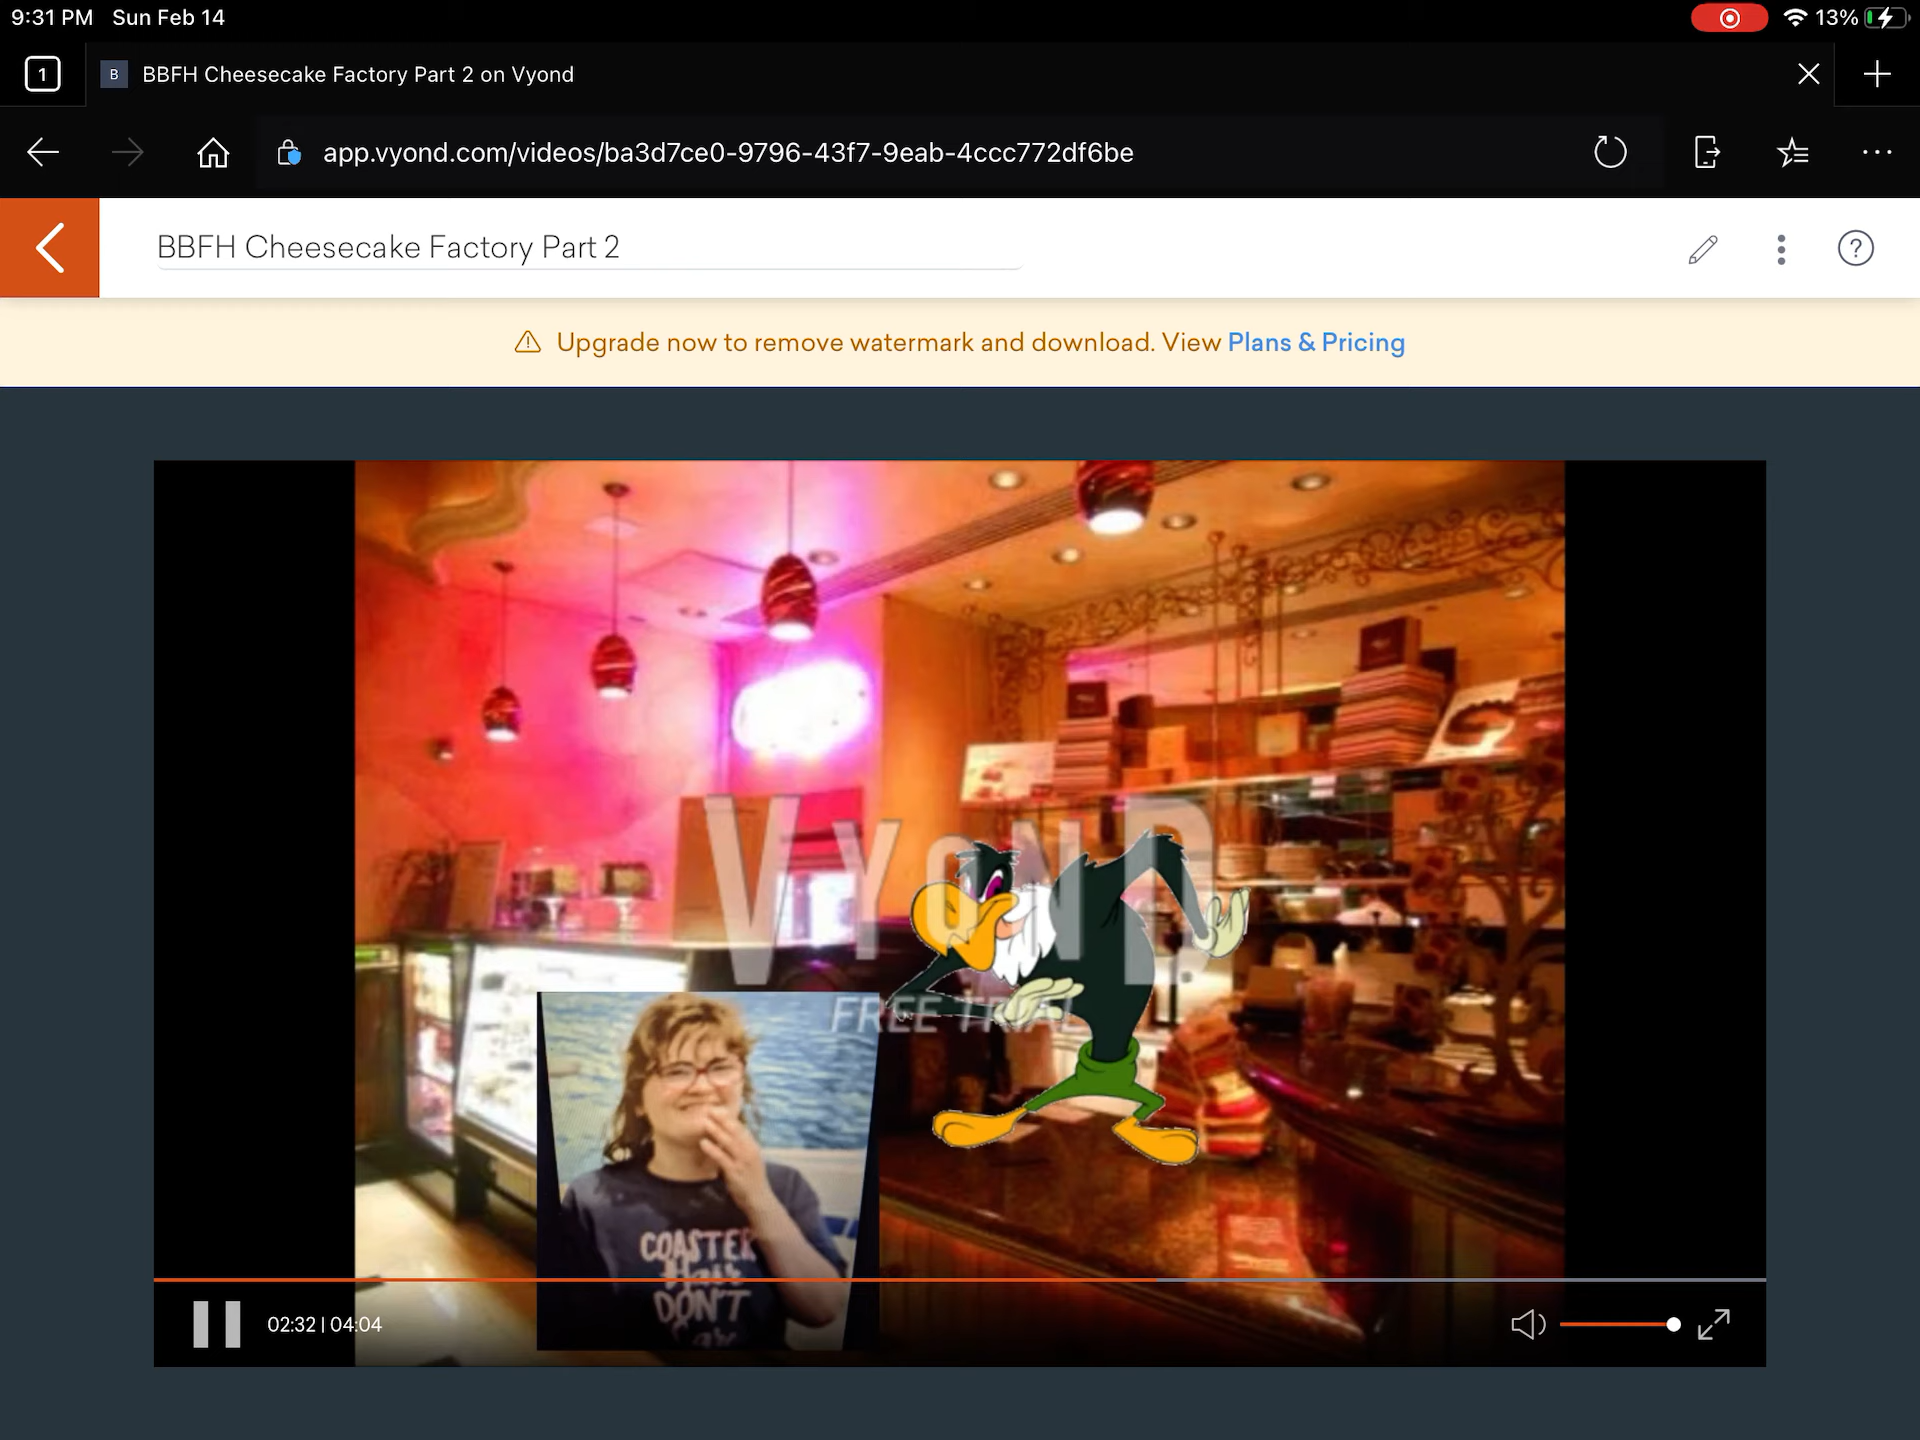 9:31 PM Sun Feb 14
13%
1
B BBFH Cheesecake Factory Part 2 on Vyond
app.vyond.com/videos/ba3d7ce0-9796-43f7-9eab-4ccc772df6be
BBFH Cheesecake Factory Part 2
?
Upgrade now to remove watermark and download. View Plans & Pricing
VYOND
FREE TRIAL
COASTER
Hair
DON'T
Care
02:32 | 04:04